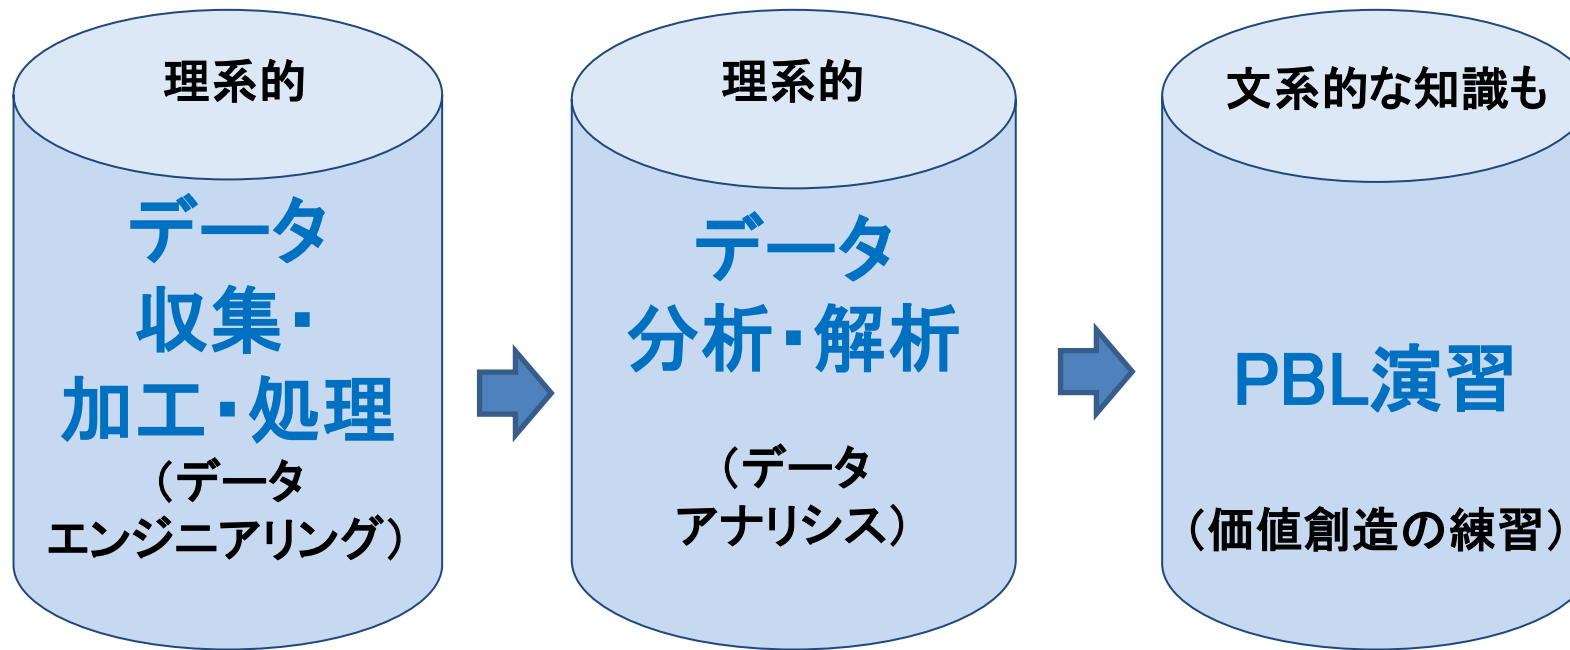 理系的
データ
収集・
加工・処理
（データ
エンジニアリング）
理系的
データ
分析・解析
（データ
アナリシス）
文系的な知識も
PBL演習
（価値創造の練習）